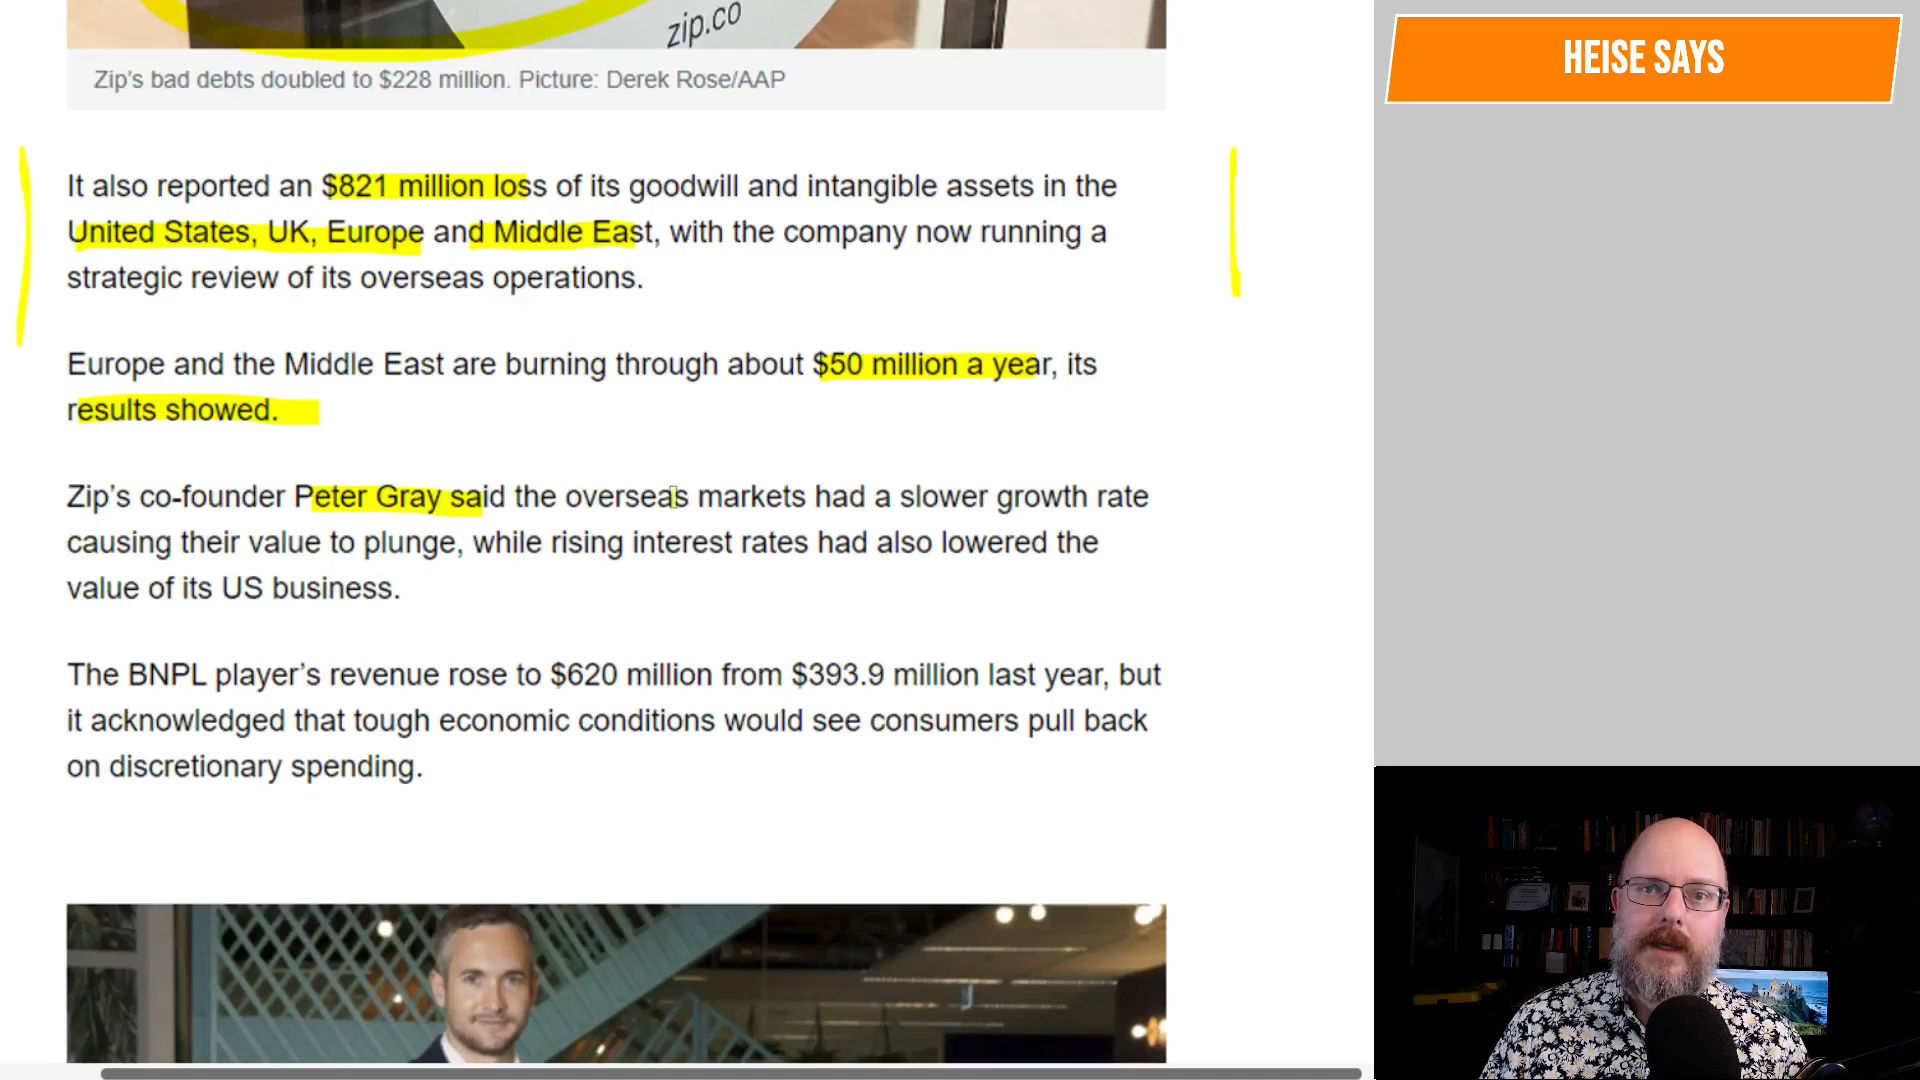 zip.co
HEISE SAYS
Zip’s bad debts doubled to $228 million. Picture: Derek Rose/AAP
It also reported an $821 million loss of its goodwill and intangible assets in the
United States, UK, Europe and Middle East, with the company now running a
strategic review of its overseas operations.
Europe and the Middle East are burning through about $50 million a year, its
results showed.
Zip’s co-founder Peter Gray said the overseas markets had a slower growth rate
causing their value to plunge, while rising interest rates had also lowered the
value of its US business.
The BNPL player’s revenue rose to $620 million from $393.9 million last year, but
it acknowledged that tough economic conditions would see consumers pull back
on discretionary spending.